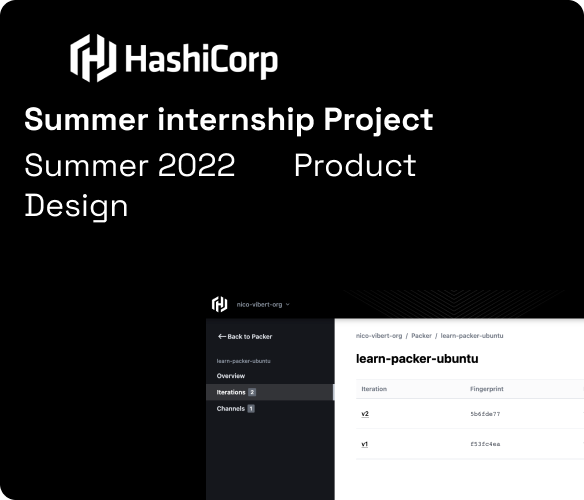 HashiCorp
Summer internship Project
Summer 2022 Product
Design
nico-vibert-org
Back to Packer
nico-vibert-org / Packer / learn-packer-ubuntu
learn-packer-ubuntu
learn-packer-ubuntu
Overview
Iterations 2
Channels 1
Iteration Fingerprint
v2 5b6fde77
v1 f53fc4ea